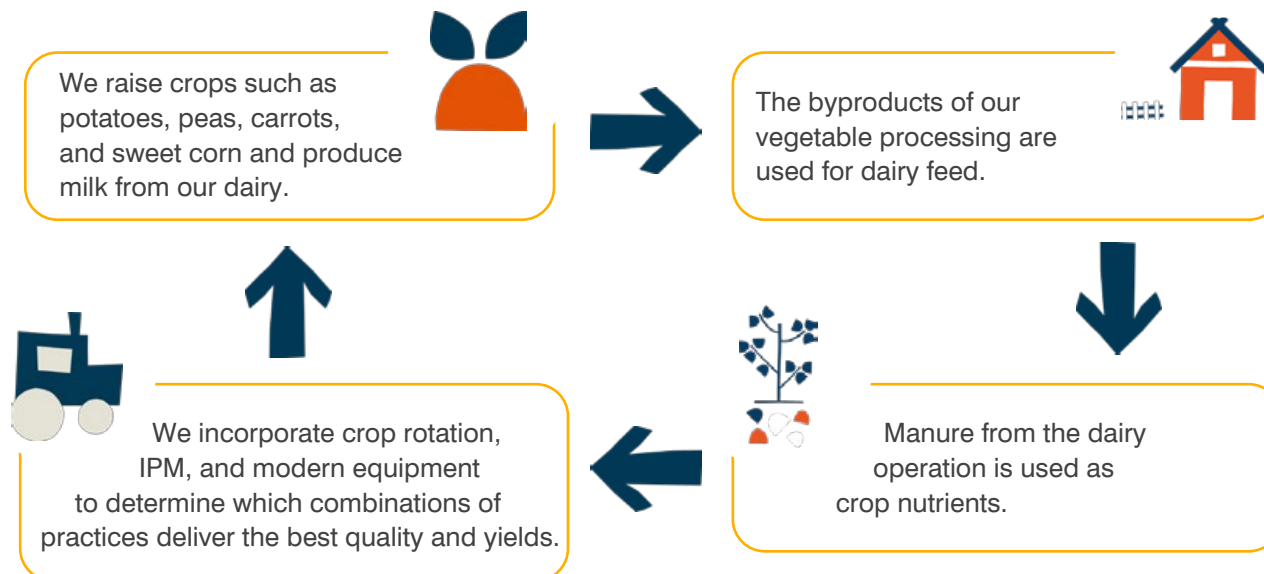 We raise crops such as
potatoes, peas, carrots,
and sweet corn and produce
milk from our dairy.
The byproducts of our
vegetable processing are
used for dairy feed.
Manure from the dairy
operation is used as
crop nutrients.
We incorporate crop rotation,
IPM, and modern equipment
to determine which combinations of
practices deliver the best quality and yields.